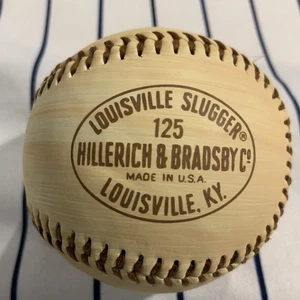 LOUISVILLE SLUGGER®
125
HILLERICH & BRADSBY Cº
MADE IN U.S.A.
LOUISVILLE, KY.